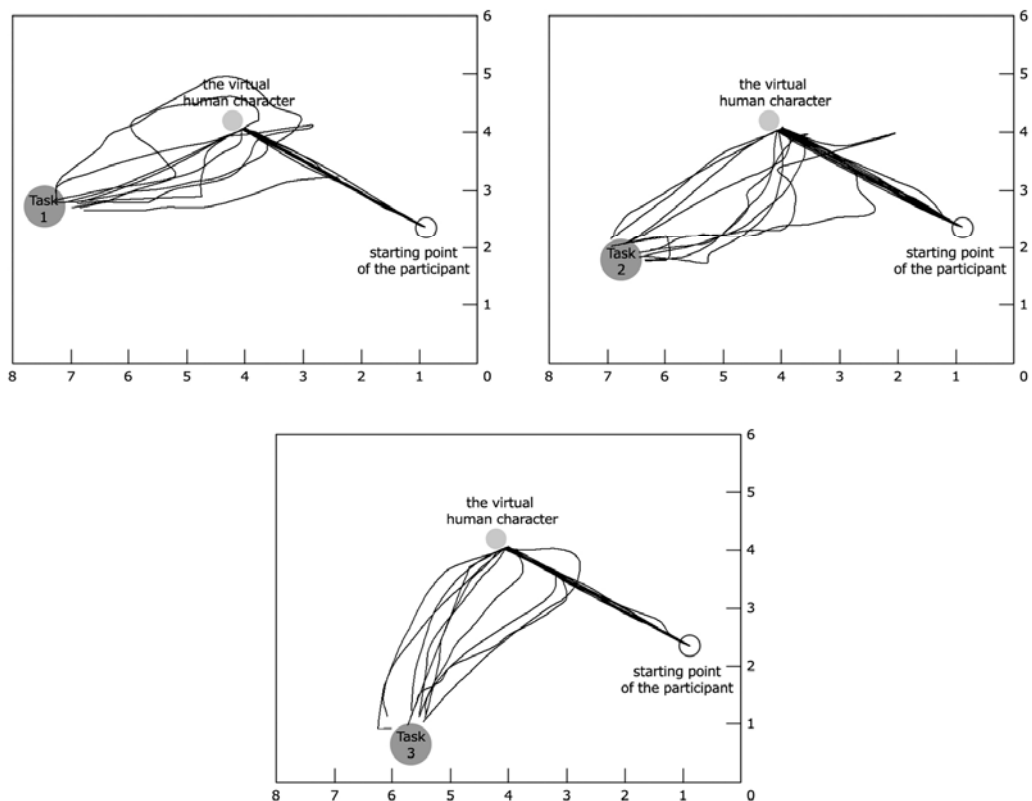 6
5
4
3
2
1
the virtual
human character
Task
1
starting point
of the participant
8 7 6 5 4 3 2 1 0
6
5
4
3
2
1
the virtual
human character
Task
2
starting point
of the participant
8 7 6 5 4 3 2 1 0
6
5
4
3
2
1
the virtual
human character
starting point
of the participant
Task
3
8 7 6 5 4 3 2 1 0